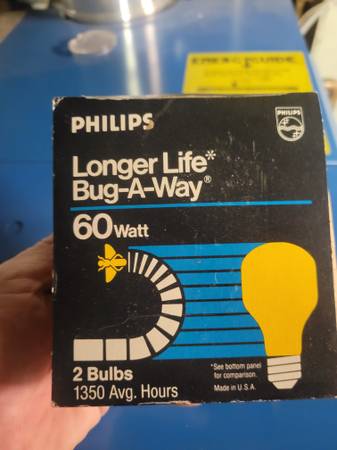 ENERGYGUIDE
PHILIPS
PHILIPS
Longer Life*
Bug-A-Way®
60 Watt
2 Bulbs
1350 Avg. Hours
*See bottom panel
for comparison.
Made in U.S.A.